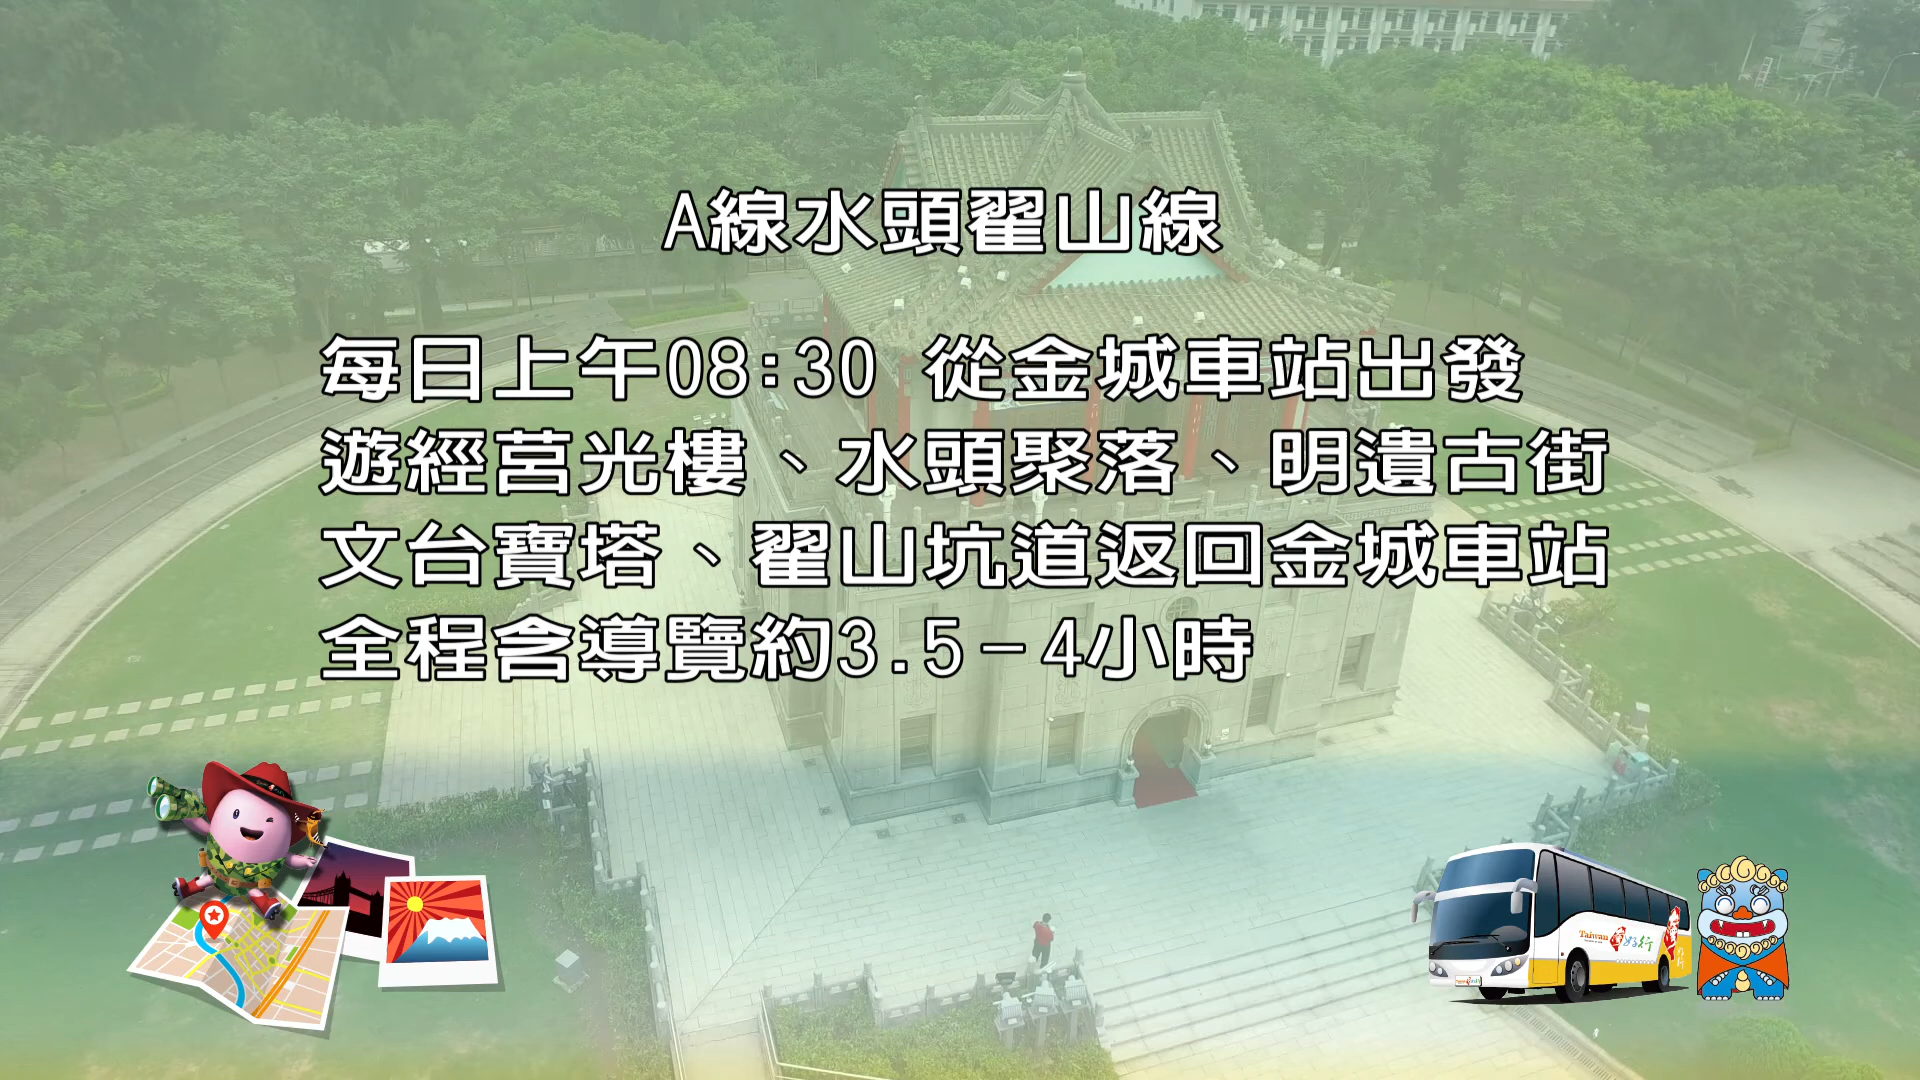 A線水頭翟山線
每日上午08:30 從金城車站出發
遊經莒光樓、水頭聚落、明遺古街
文台寶塔、翟山坑道返回金城車站
全程含導覽約3.5-4小時
Taiwan 好行